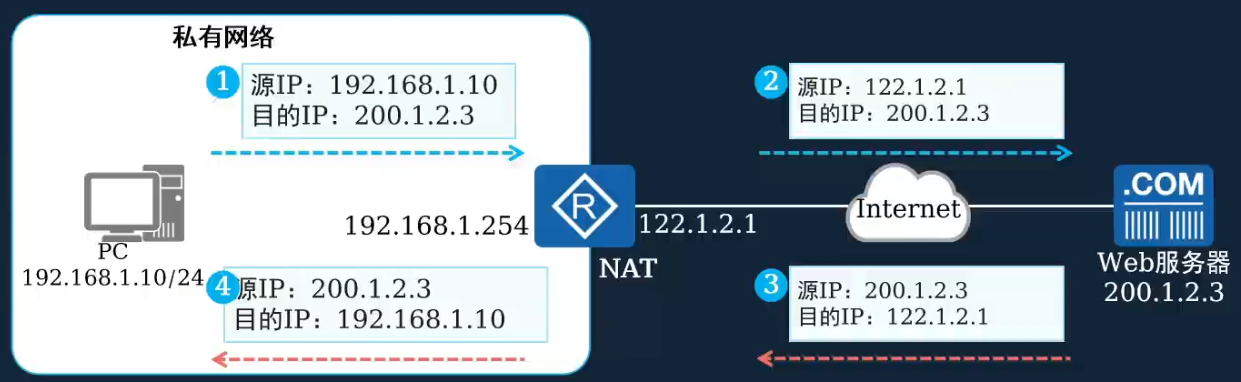 私有网络
1
源IP：192.168.1.10
目的IP：200.1.2.3
2
源IP：122.1.2.1
目的IP：200.1.2.3
PC
192.168.1.10/24
192.168.1.254
R
122.1.2.1
NAT
Internet
.COM
Web服务器
200.1.2.3
4
源IP：200.1.2.3
目的IP：192.168.1.10
3
源IP：200.1.2.3
目的IP：122.1.2.1